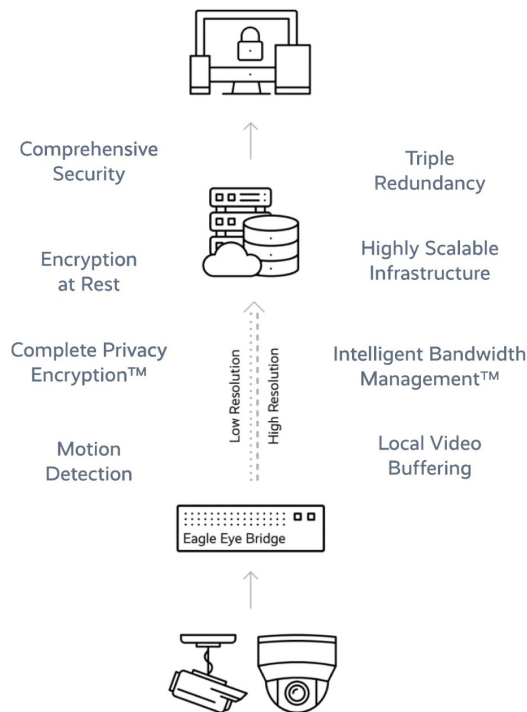 Comprehensive
Security
Triple
Redundancy
Encryption
at Rest
Highly Scalable
Infrastructure
Complete Privacy
Encryption™
Low Resolution
High Resolution
Intelligent Bandwidth
Management™
Motion
Detection
Local Video
Buffering
Eagle Eye Bridge